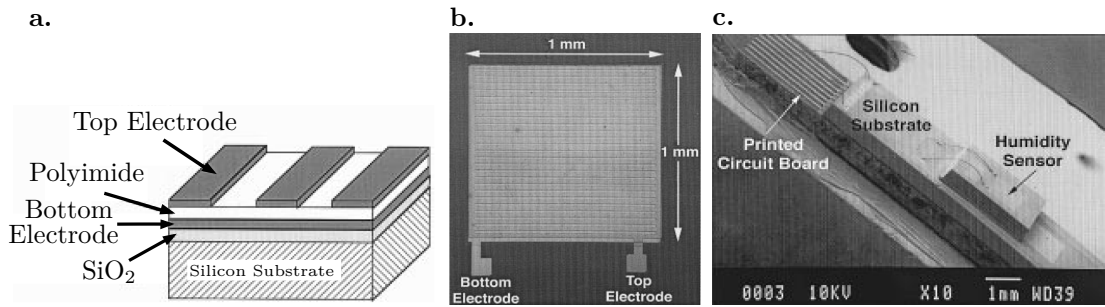 a.
Top Electrode
Polyimide
Bottom
Electrode
SiO2
Silicon Substrate
b.
1 mm
1 mm
Bottom
Electrode
Top
Electrode
c.
Silicon
Substrate
Humidity
Sensor
Printed
Circuit Board
0003 10KV X10 1mm WD39